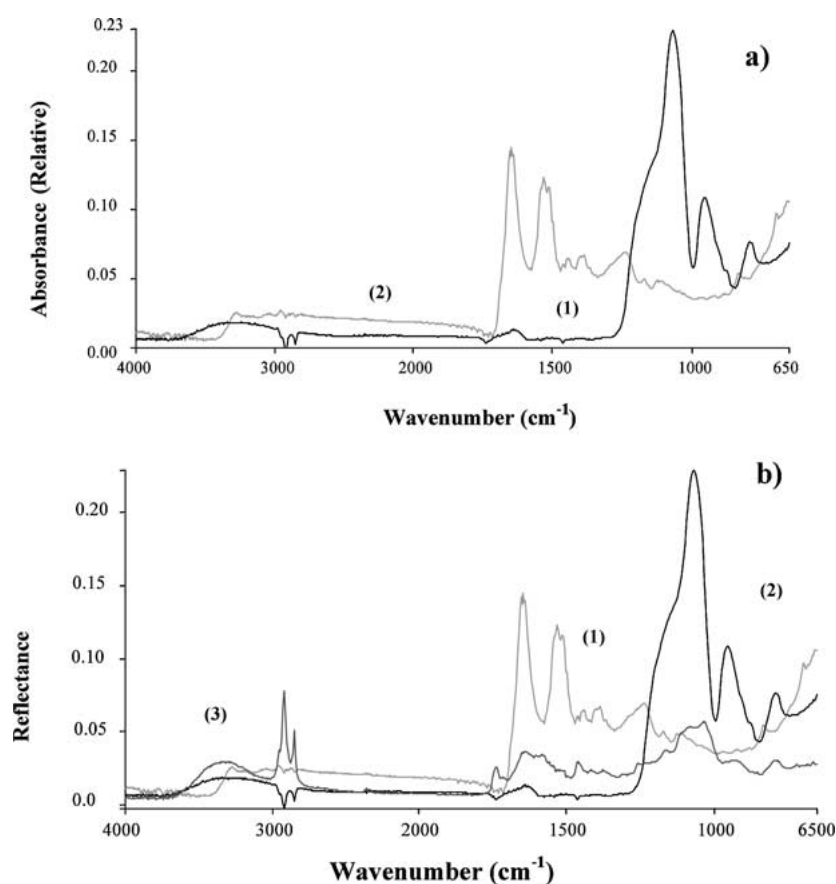 a)
0.23
0.15
0.10
0.05
0.00
Absorbance (Relative)
(2)
(1)
4000 3000 2000 1500 1000 650
Wavenumber (cm-1)
b)
0.20
0.15
0.10
0.05
0.0
Reflectance
(3)
(1)
(2)
4000 3000 2000 1500 1000 6500
Wavenumber (cm-1)